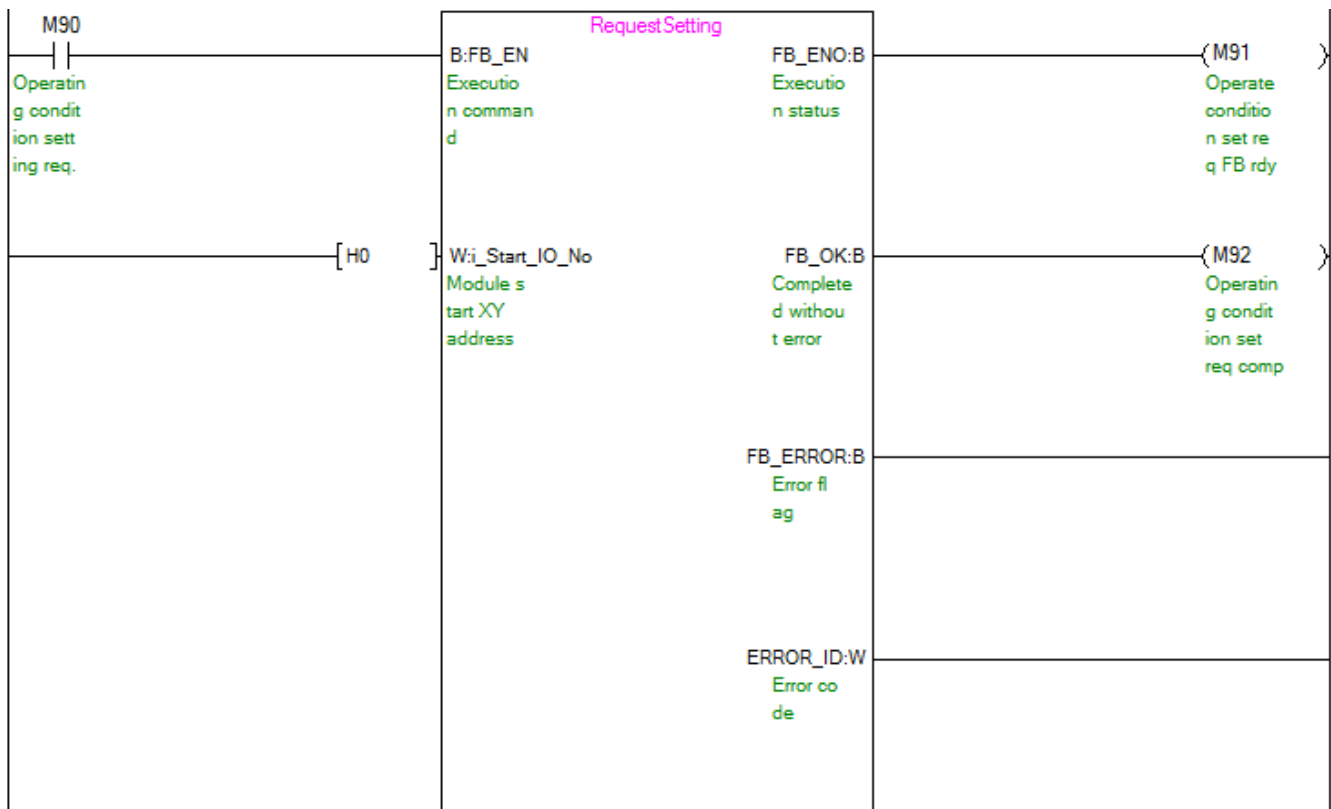 M90
RequestSetting
B:FB_EN
FB_ENO:B
M91
Operatin
g condit
ion sett
ing req.
Executio
n comman
d
Executio
n status
Operate
conditio
n set re
q FB rdy
H0
W:i_Start_IO_No
FB_OK:B
M92
Module s
tart XY
address
Complete
d withou
t error
Operatin
g condit
ion set
req comp
FB_ERROR:B
Error fl
ag
ERROR_ID:W
Error co
de